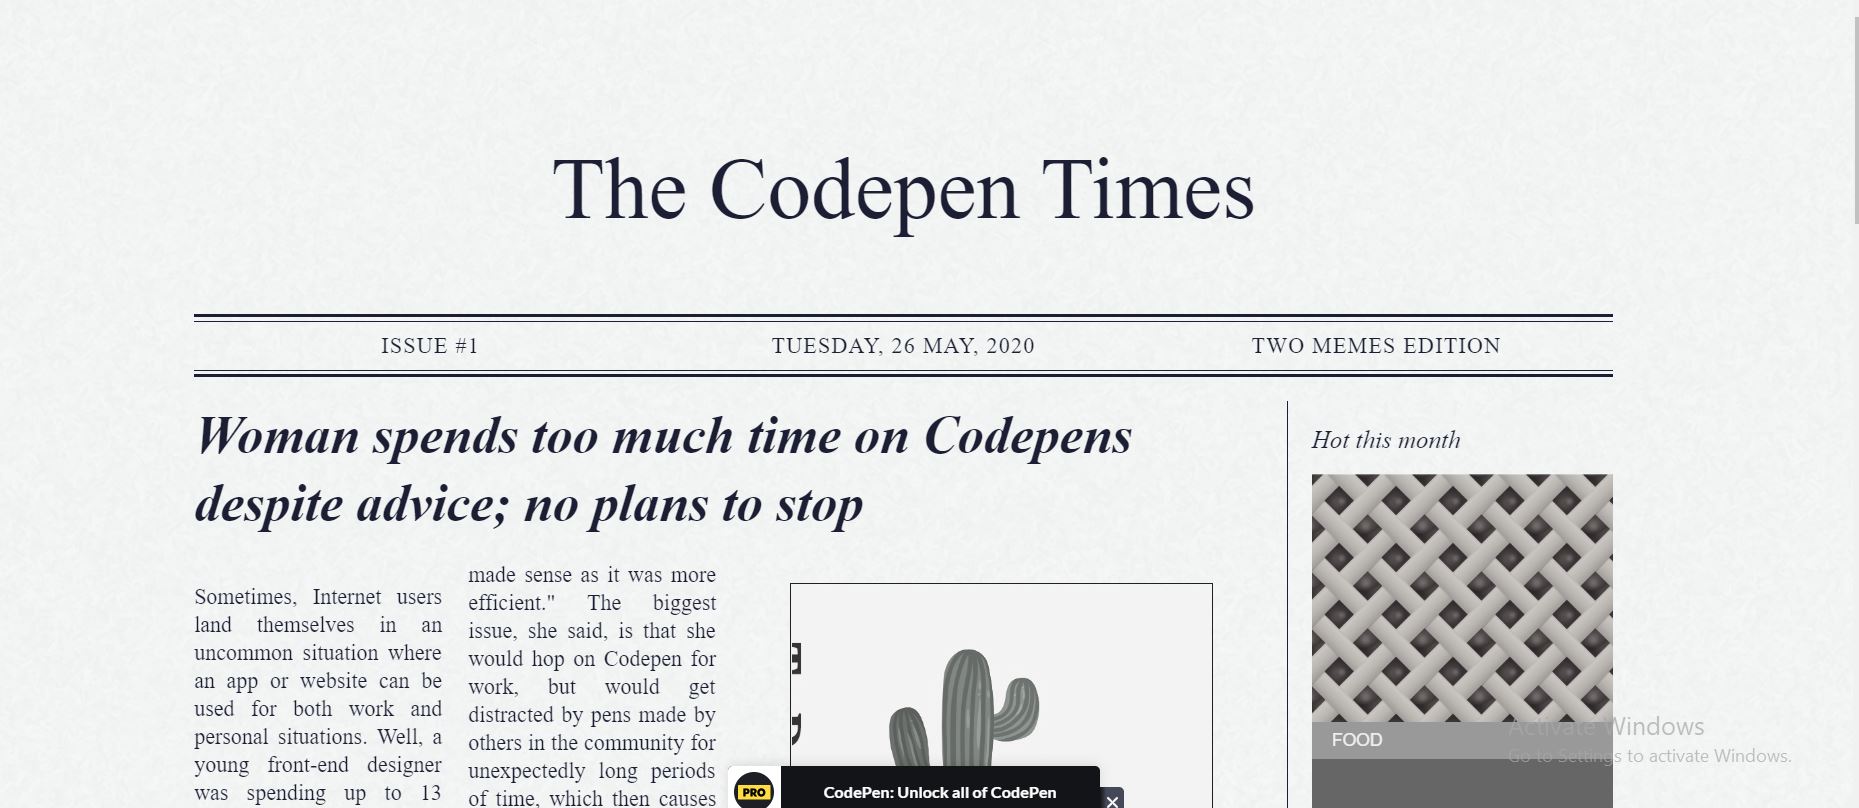 The Codepen Times
ISSUE #1
TUESDAY, 26 MAY, 2020
TWO MEMES EDITION
Woman spends too much time on Codepens
despite advice; no plans to stop
Sometimes, Internet users
land themselves in an
uncommon situation where
an app or website can be
used for both work and
personal situations. Well, a
young front-end designer
was spending up to 13
made sense as it was more
efficient." The biggest
issue, she said, is that she
would hop on Codepen for
work, but would get
distracted by pens made by
others in the community for
unexpectedly long periods
of time, which then causes
Hot this month
FOOD
Activate Windows
Go to Settings to activate Windows.
PRO
CodePen: Unlock all of CodePen